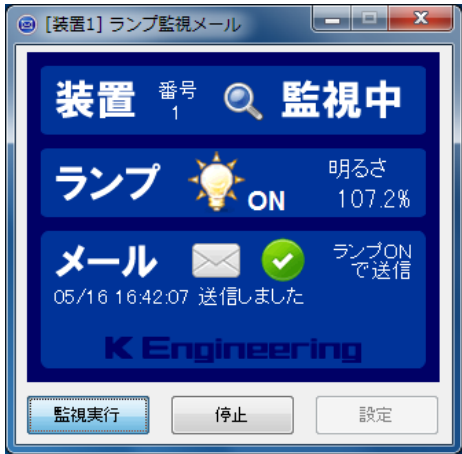 [装置1] ランプ監視メール
装置 番号 1 監視中
ランプ ON 明るさ 107.2%
メール ランプONで送信
05/16 16:42:07 送信しました
K Engineering
監視実行 停止 設定